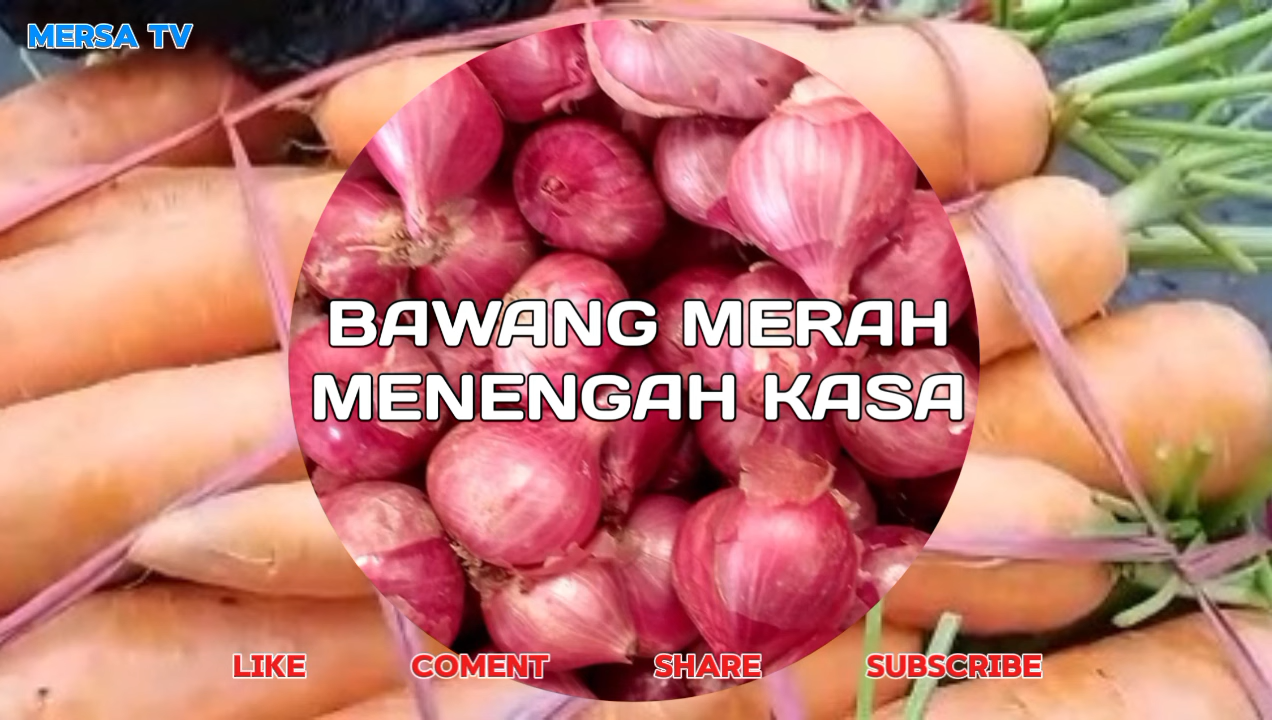 MERSA TV
BAWANG MERAH
MENENGAH KASA
LIKE COMENT SHARE SUBSCRIBE